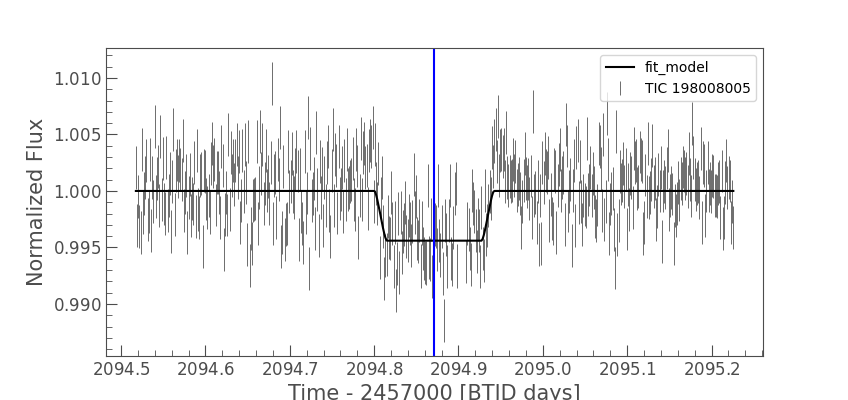 1.010
1.005
1.000
0.995
0.990
Normalized Flux
fit_model
TIC 198008005
2094.5 2094.6 2094.7 2094.8 2094.9 2095.0 2095.1 2095.2
Time - 2457000 [BTJD days]